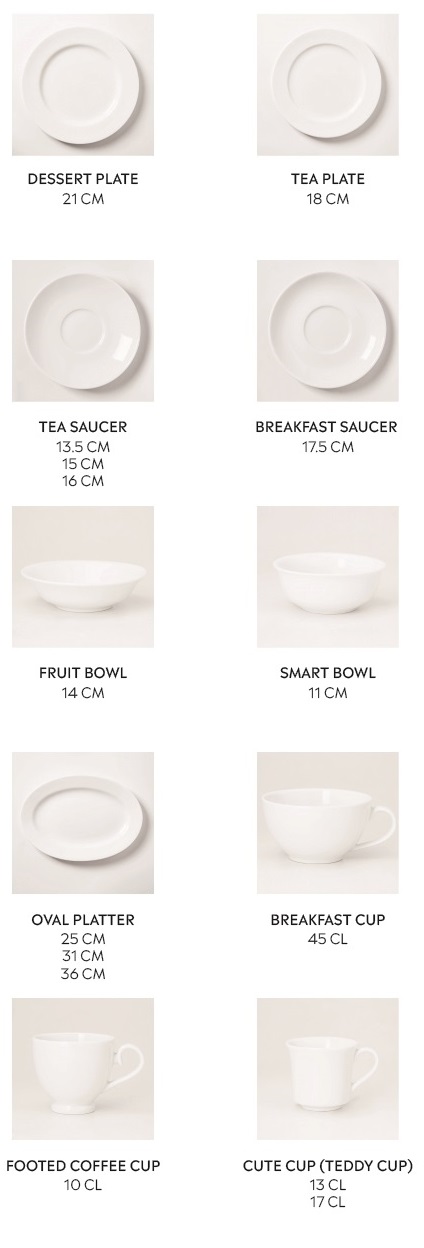 DESSERT PLATE
21 CM
TEA PLATE
18 CM
TEA SAUCER
13.5 CM
15 CM
16 CM
BREAKFAST SAUCER
17.5 CM
FRUIT BOWL
14 CM
SMART BOWL
11 CM
OVAL PLATTER
25 CM
31 CM
36 CM
BREAKFAST CUP
45 CL
FOOTED COFFEE CUP
10 CL
CUTE CUP (TEDDY CUP)
13 CL
17 CL